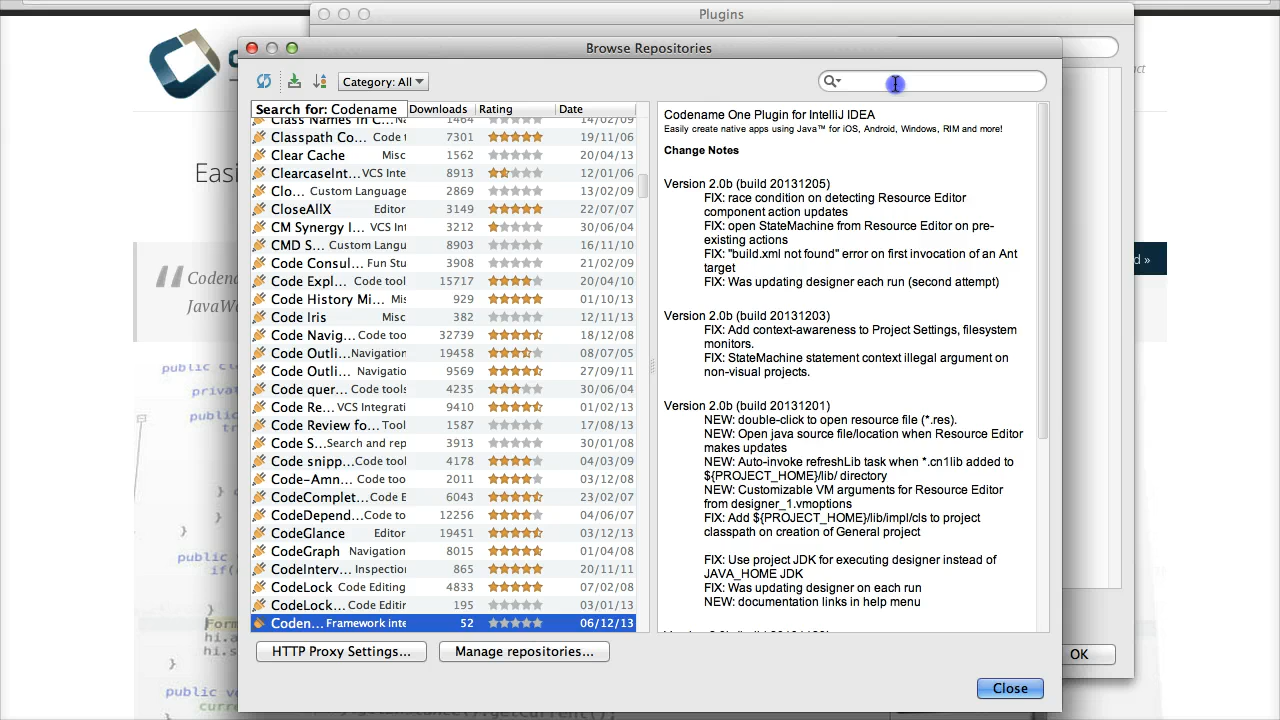 Plugins
Browse Repositories
Category: All
Search for: Codename
Downloads
Rating
Date
Class Names In C... 1464 14/02/09
Classpath Co... Code t 7301 19/11/06
Clear Cache Misc 1562 20/04/13
ClearcaseInt... VCS Int 8913 12/01/06
Clo... Custom Language 2869 13/02/09
CloseAllX Editor 3149 22/07/07
CM Synergy I... VCS Int 3212 30/06/04
CMD S... Custom Langu 8903 16/11/10
Code Consul... Fun Stu 3908 21/02/09
Code Expl... Code tool 15717 20/04/10
Code History Mi... Mis 929 01/10/13
Code Iris Misc 382 12/11/13
Code Navig... Code too 32739 18/12/08
Code Outli... Navigation 19458 08/07/05
Code Outli... Navigatio 9569 27/09/11
Code quer... Code tools 4235 30/06/04
Code Re... VCS Integrati 9410 01/02/13
Code Review fo... Tool 1587 17/08/13
Code S... Search and rep 3913 30/01/08
Code snipp... Code tool 4178 04/03/09
Code-Amn... Code too 2011 03/12/08
CodeComplet... Code E 6043 23/02/07
CodeDepend... Code to 12256 04/06/07
CodeGlance Editor 19451 03/12/13
CodeGraph Navigation 8015 01/04/08
CodeInterv... Inspection 865 20/11/11
CodeLock Code Editing 4833 07/02/08
CodeLock... Code Editir 195 03/01/13
Coden... Framework inte 52 06/12/13
Codename One Plugin for IntelliJ IDEA
Easily create native apps using Java™ for iOS, Android, Windows, RIM and more!
Change Notes
Version 2.0b (build 20131205)
FIX: race condition on detecting Resource Editor
component action updates
FIX: open StateMachine from Resource Editor on pre-
existing actions
FIX: "build.xml not found" error on first invocation of an Ant
target
FIX: Was updating designer each run (second attempt)
Version 2.0b (build 20131203)
FIX: Add context-awareness to Project Settings, filesystem
monitors.
FIX: StateMachine statement context illegal argument on
non-visual projects.
Version 2.0b (build 20131201)
NEW: double-click to open resource file (*.res).
NEW: Open java source file/location when Resource Editor
makes updates
NEW: Auto-invoke refreshLib task when *.cn1lib added to
${PROJECT_HOME}/lib/ directory
NEW: Customizable VM arguments for Resource Editor
from designer_1.vmoptions
FIX: Add ${PROJECT_HOME}/lib/impl/cls to project
classpath on creation of General project
FIX: Use project JDK for executing designer instead of
JAVA_HOME JDK
FIX: Was updating designer on each run
NEW: documentation links in help menu
HTTP Proxy Settings...
Manage repositories...
OK
Close
Easi
Codena
JavaWo
d »
public cl
privat
public
tr
} c
}
}
public vo
if(
}
Form
hi.a
hi.s
}
public ve
curre